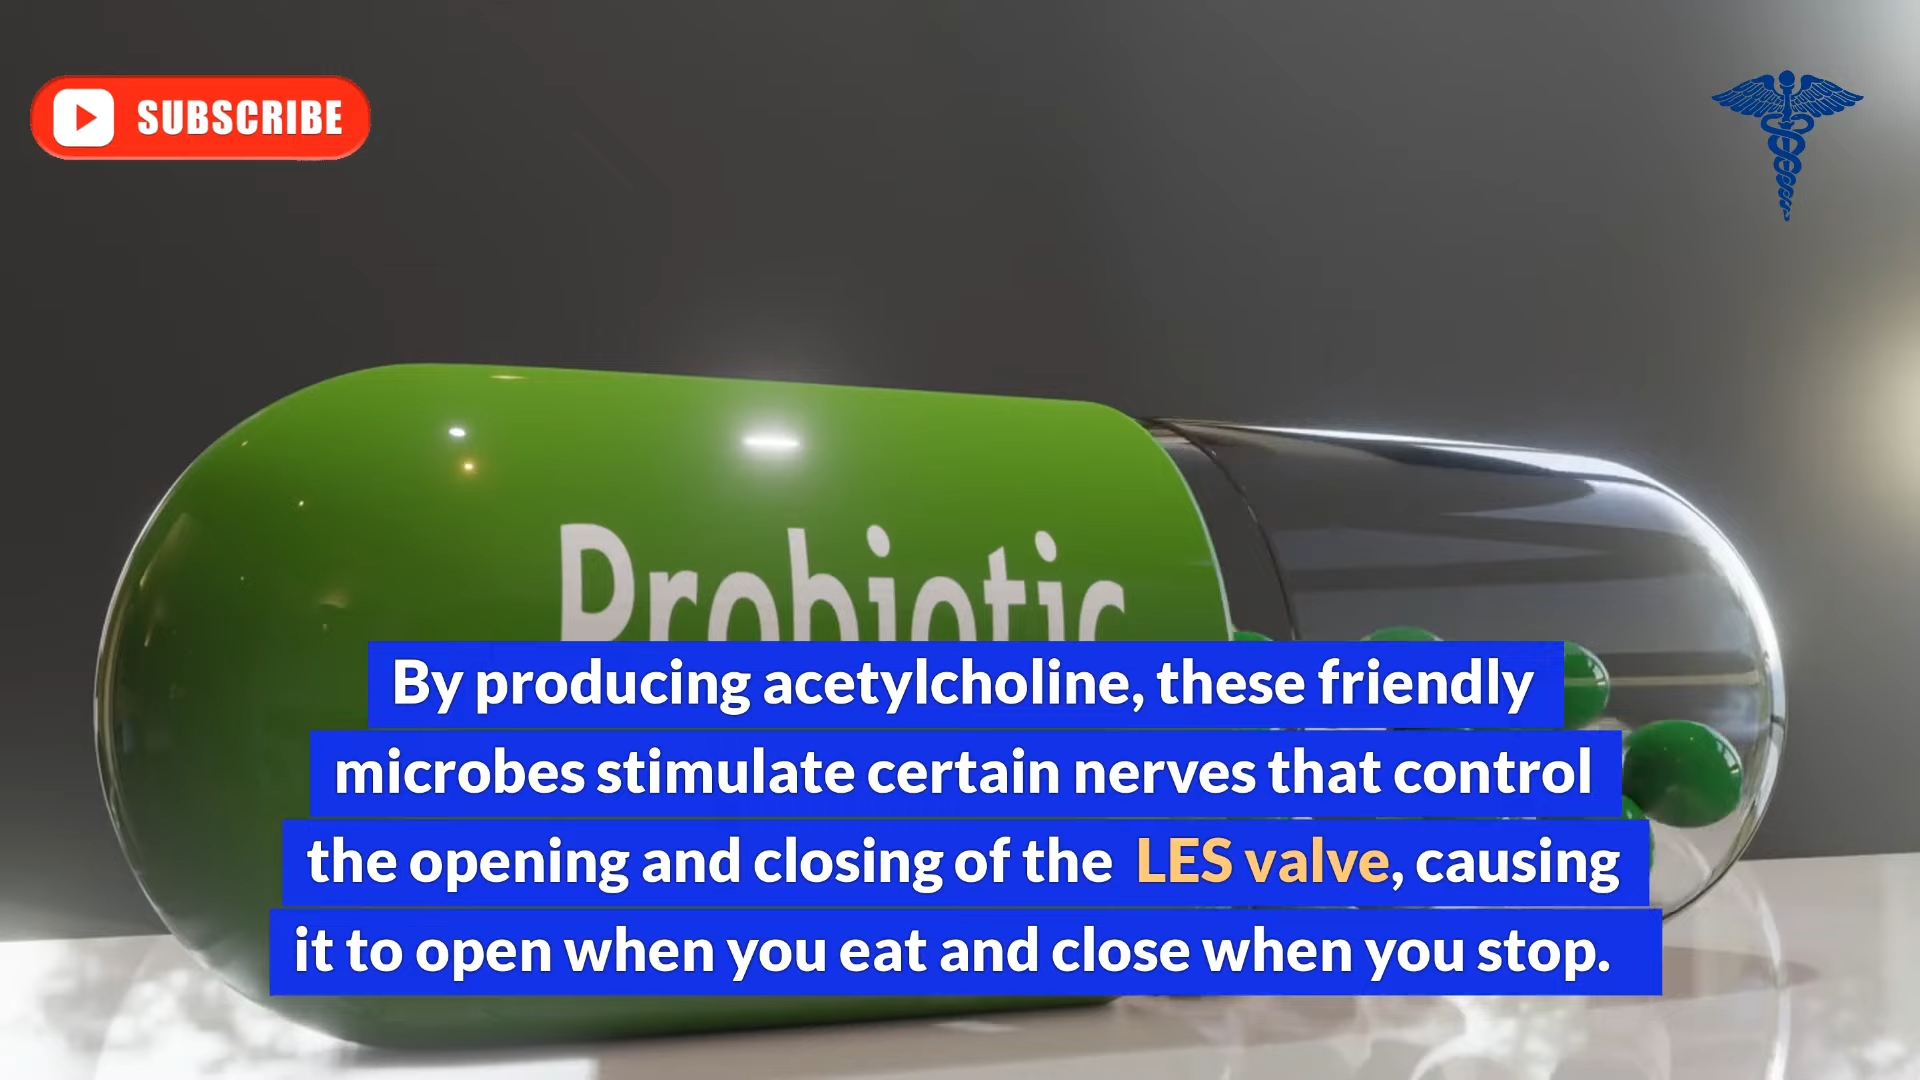 SUBSCRIBE
Probiotic
By producing acetylcholine, these friendly
microbes stimulate certain nerves that control
the opening and closing of the LES valve, causing
it to open when you eat and close when you stop.